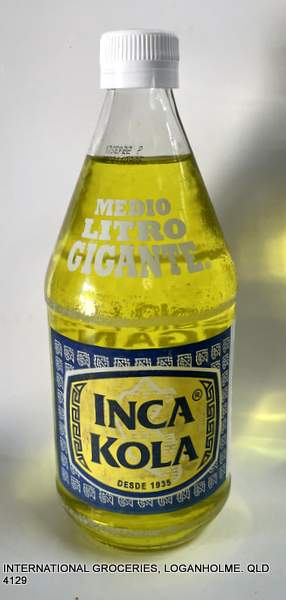 MEDIO
LITRO
GIGANTE.
INCA®
KOLA
DESDE 1935
INTERNATIONAL GROCERIES, LOGANHOLME. QLD
4129